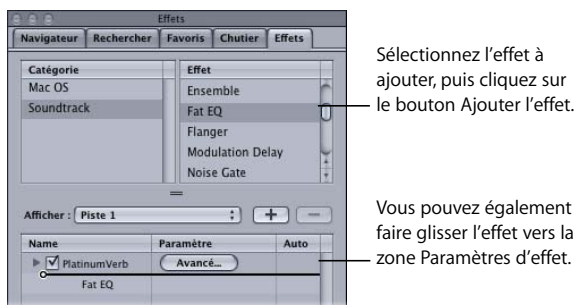 Effets
Navigateur Rechercher Favoris Chutier Effets
Catégorie Effet
Mac OS Ensemble
Soundtrack Fat EQ
Flanger
Modulation Delay
Noise Gate
Sélectionnez l'effet à
ajouter, puis cliquez sur
le bouton Ajouter l'effet.
Afficher : Piste 1
Name Paramètre Auto
PlatinumVerb Avancé...
Fat EQ
Vous pouvez également
faire glisser l'effet vers la
zone Paramètres d'effet.